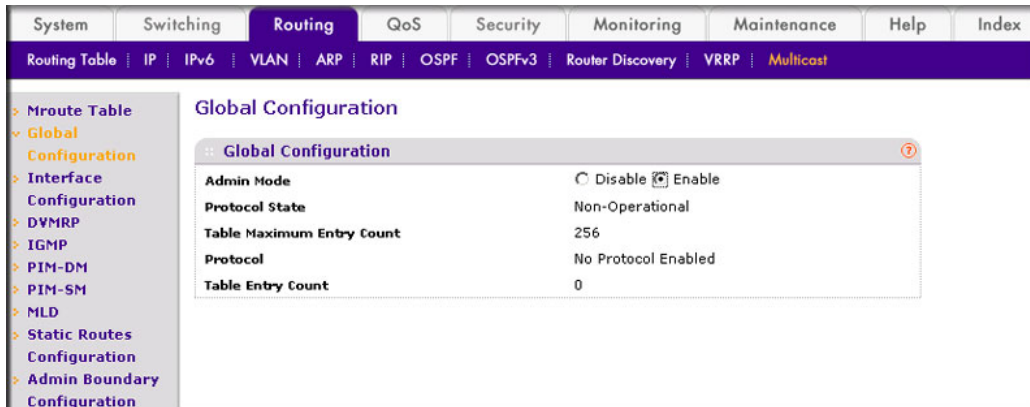 System Switching Routing QoS Security Monitoring Maintenance Help Index
Routing Table IP IPv6 VLAN ARP RIP OSPF OSPFv3 Router Discovery VRRP Multicast
Mroute Table
Global
Configuration
Interface
Configuration
DVMRP
IGMP
PIM-DM
PIM-SM
MLD
Static Routes
Configuration
Admin Boundary
Configuration
Global Configuration
Global Configuration ?
Admin Mode Disable Enable
Protocol State Non-Operational
Table Maximum Entry Count 256
Protocol No Protocol Enabled
Table Entry Count 0